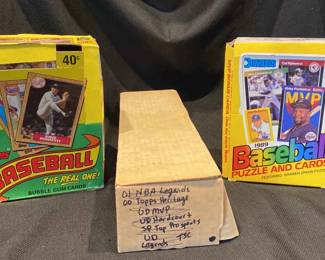 40¢
BASEBALL
THE REAL ONE!
BUBBLE GUM CARDS
01 NBA Legends
00 Topps Heritage
UD MVP
UD Hardcourt
SP Top Prospects
UD
Legends TSC
DONRUSS
MVP
1989
Baseball
PUZZLE AND CARDS